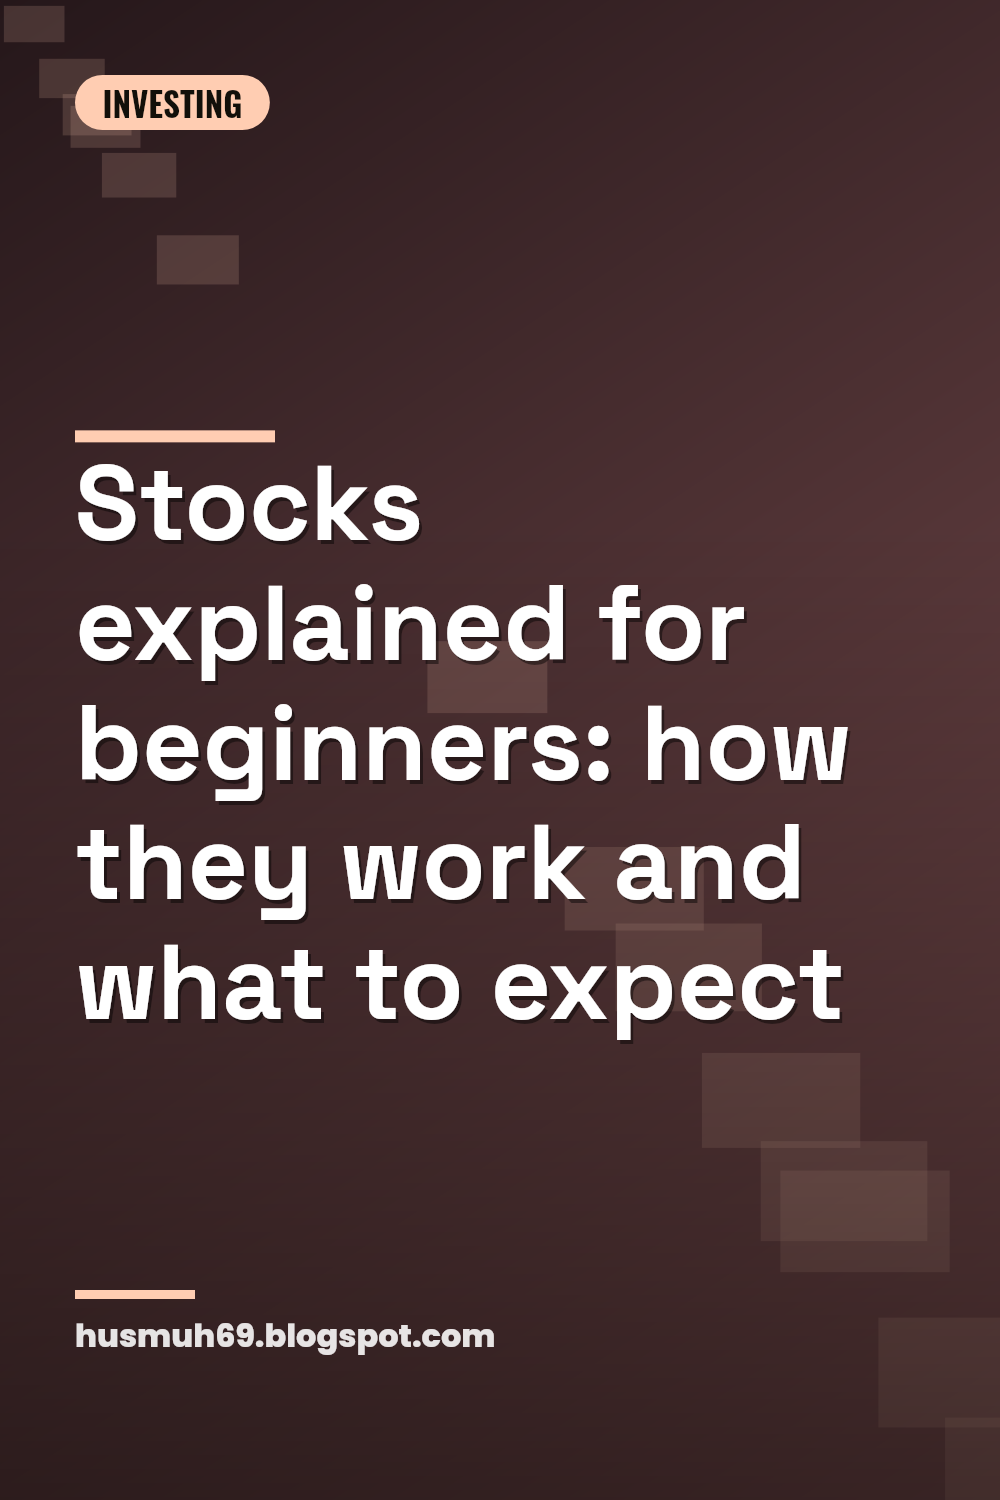 INVESTING
Stocks
explained for
beginners: how
they work and
what to expect
husmuh69.blogspot.com